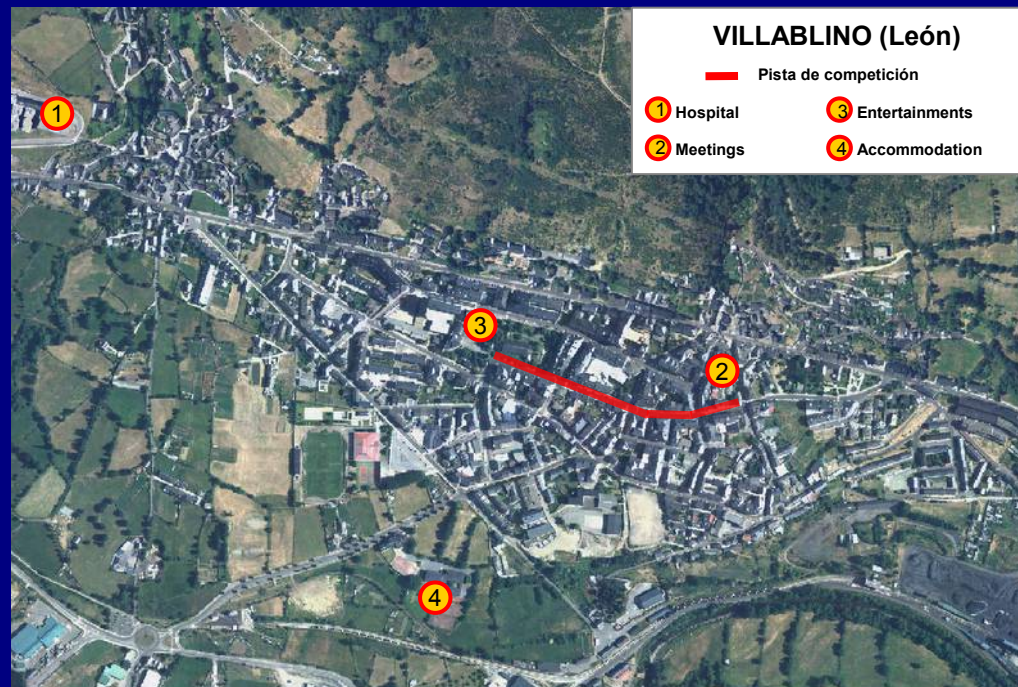 VILLABLINO (León)
Pista de competición
1 Hospital
3 Entertainments
2 Meetings
4 Accommodation
1
3
2
4